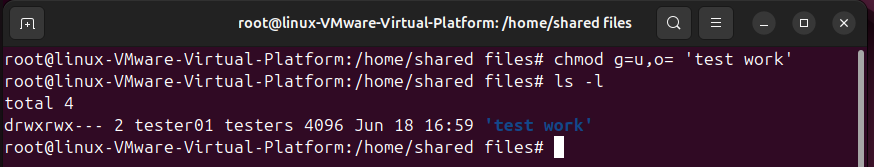 root@linux-VMware-Virtual-Platform: /home/shared files
root@linux-VMware-Virtual-Platform:/home/shared files# chmod g=u,o= 'test work'
root@linux-VMware-Virtual-Platform:/home/shared files# ls -l
total 4
drwxrwx--- 2 tester01 testers 4096 Jun 18 16:59 'test work'
root@linux-VMware-Virtual-Platform:/home/shared files#